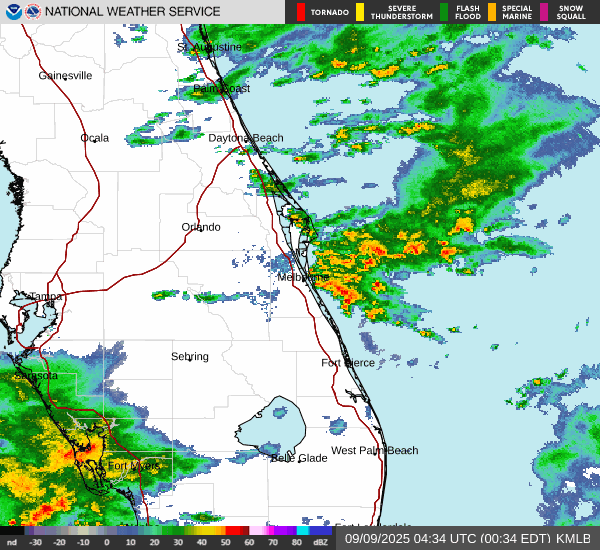 NATIONAL WEATHER SERVICE
TORNADO
SEVERE
THUNDERSTORM
FLASH
FLOOD
SPECIAL
MARINE
SNOW
SQUALL
St. Augustine
Gainesville
Palm Coast
Ocala
Daytona Beach
Orlando
Melbourne
Tampa
Sebring
Fort Pierce
Sarasota
West Palm Beach
Belle Glade
Fort Myers
nd -30 -20 -10 0 10 20 30 40 50 60 70 80 dBZ
09/09/2025 04:34 UTC (00:34 EDT) KMLB